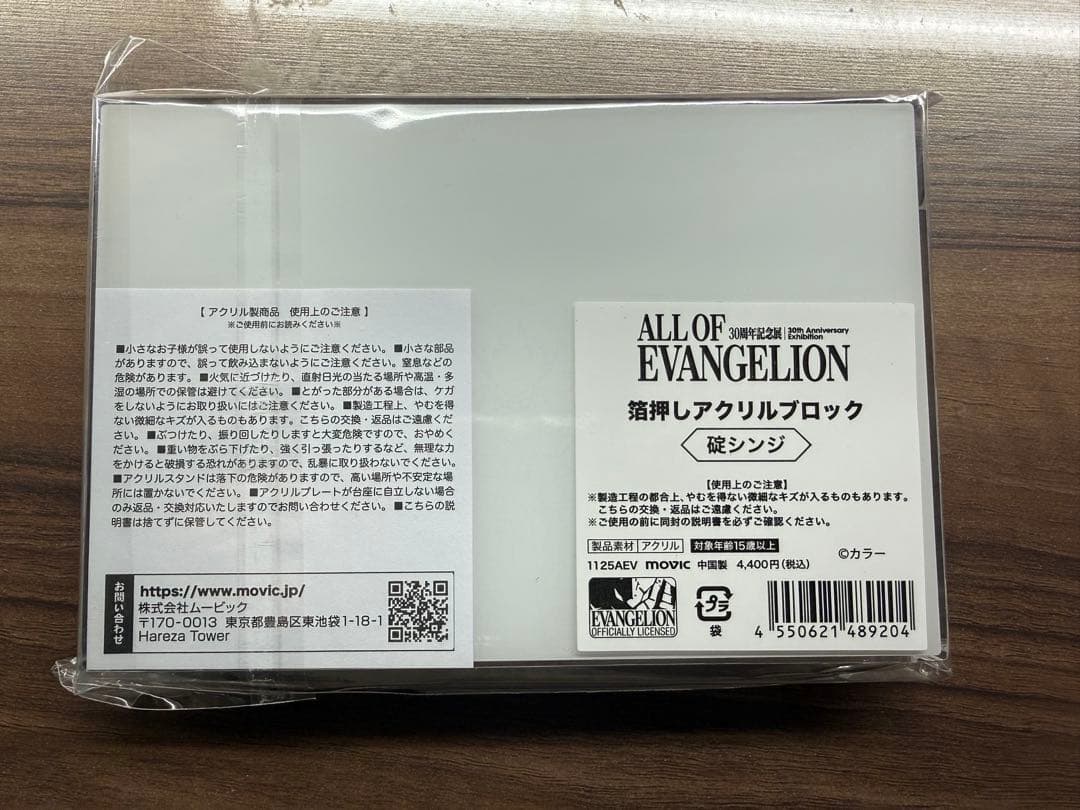 【 アクリル製商品　使用上のご注意 】
※ご使用前にお読みください※
■小さなお子様が誤って使用しないようにご注意ください。■小さな部品
がありますので、誤って飲み込まないようにご注意ください。窒息などの
危険があります。■火気に近づけたり、直射日光の当たる場所や高温・多
湿の場所での保管は避けてください。■とがった部分がある場合は、ケガ
をしないようにお取り扱いにはご注意ください。■製造工程上、やむを得
ない微細なキズが入るものもあります。こちらの交換・返品はご遠慮くだ
さい。■ぶつけたり、振り回したりしますと大変危険ですので、おやめく
ださい。■重い物をぶら下げたり、強く引っ張ったりするなど、無理な力
をかけると破損する恐れがありますので、乱暴に取り扱わないでください。
■アクリルスタンドは落下の危険がありますので、高い場所や不安定な場
所には置かないでください。■アクリルプレートが台座に自立しない場合
のみ返品・交換対応いたしますのでお問い合わせください。■こちらの説
明書は捨てずに保管してください。
お問い合わせ
https://www.movic.jp/
株式会社ムービック
〒170-0013 東京都豊島区東池袋1-18-1
Hareza Tower
ALL OF 30周年記念展 30th Anniversary Exhibition
EVANGELION
箔押しアクリルブロック
碇シンジ
【使用上のご注意】
※製造工程の都合上、やむを得ない微細なキズが入るものもあります。
こちらの交換・返品はご遠慮ください。
※ご使用の前に同封の説明書を必ずご確認ください。
製品素材 アクリル 対象年齢15歳以上
©カラー
1125AEV movic 中国製 4,400円(税込)
EVANGELION
OFFICIALLY LICENSED
プラ
袋
4 550621 489204